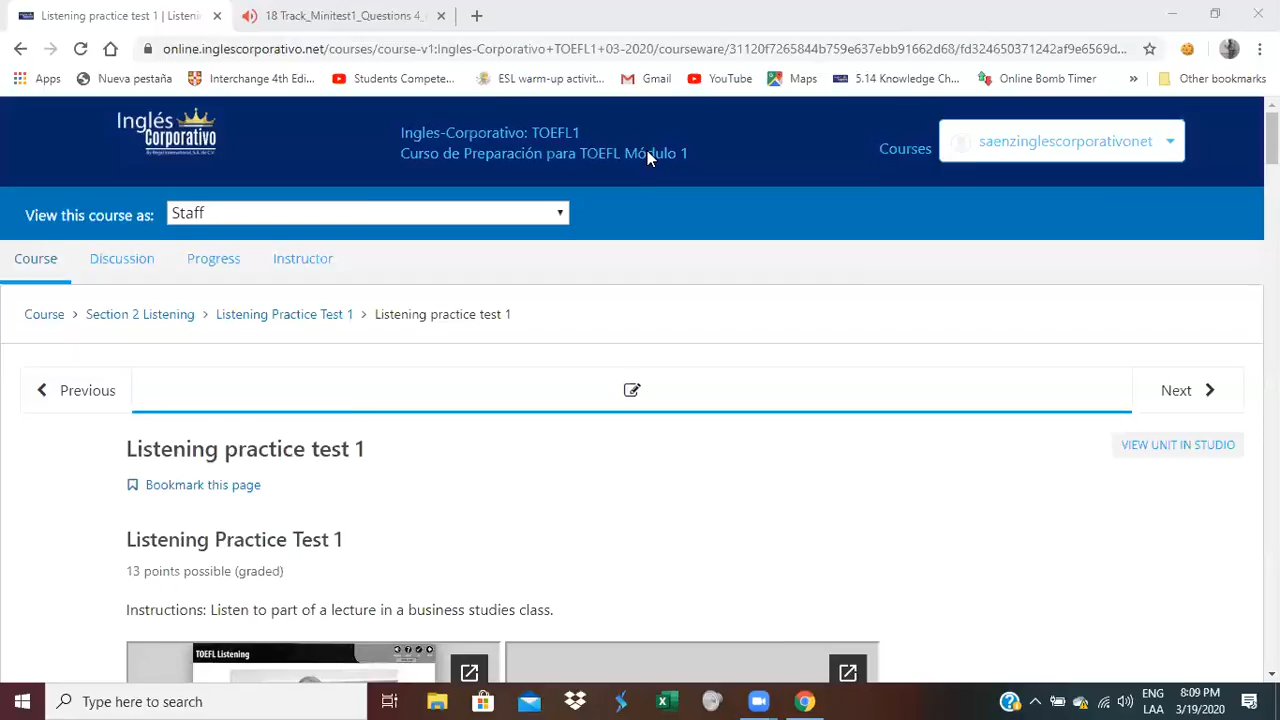 Listening practice test 1 | Listeni
18 Track_Minitest1_Questions 4_
online.inglescorporativo.net/courses/course-v1:Ingles-Corporativo+TOEFL1+03-2020/courseware/31120f7265844b759e637ebb91662d68/fd324650371242af9e6569d...
Apps
Nueva pestaña
Interchange 4th Edi...
Students Compete...
ESL warm-up activit...
Gmail
YouTube
Maps
5.14 Knowledge Ch...
Online Bomb Timer
»
Other bookmarks
Inglés
Corporativo
Ingles-Corporativo: TOEFL1
Curso de Preparación para TOEFL Módulo 1
Courses
saenzinglescorporativonet
View this course as:
Staff
Course
Discussion
Progress
Instructor
Course > Section 2 Listening > Listening Practice Test 1 > Listening practice test 1
Previous
Next
Listening practice test 1
VIEW UNIT IN STUDIO
Bookmark this page
Listening Practice Test 1
13 points possible (graded)
Instructions: Listen to part of a lecture in a business studies class.
TOEFL Listening
Type here to search
ENG
LAA
8:09 PM
3/19/2020